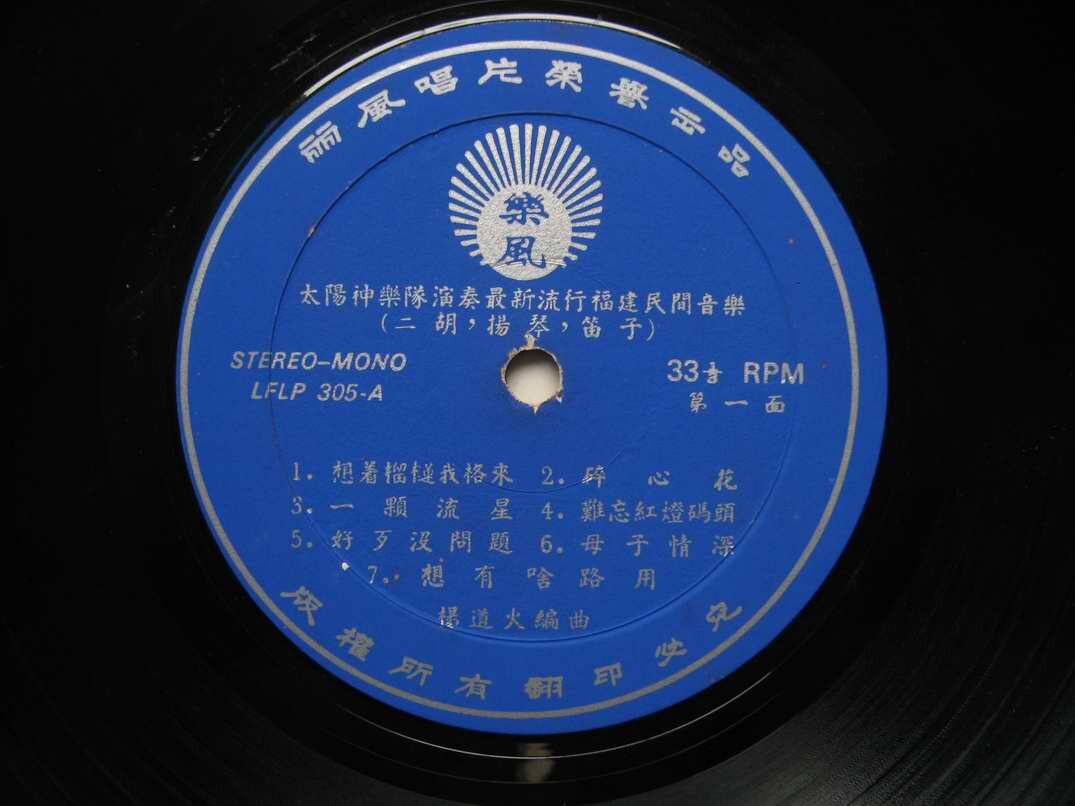 丽風唱片榮譽出品
樂風
太陽神樂隊演奏最新流行福建民間音樂
(二胡，揚琴，笛子)
STEREO-MONO
LFLP 305-A
33⅓ RPM
第一面
1. 想着榴槤我格來 2. 碎心花
3. 一顆流星 4. 難忘紅燈碼頭
5. 好歹沒問題 6. 母子情深
7. 想有啥路用
楊道火編曲
版權所有翻印必究